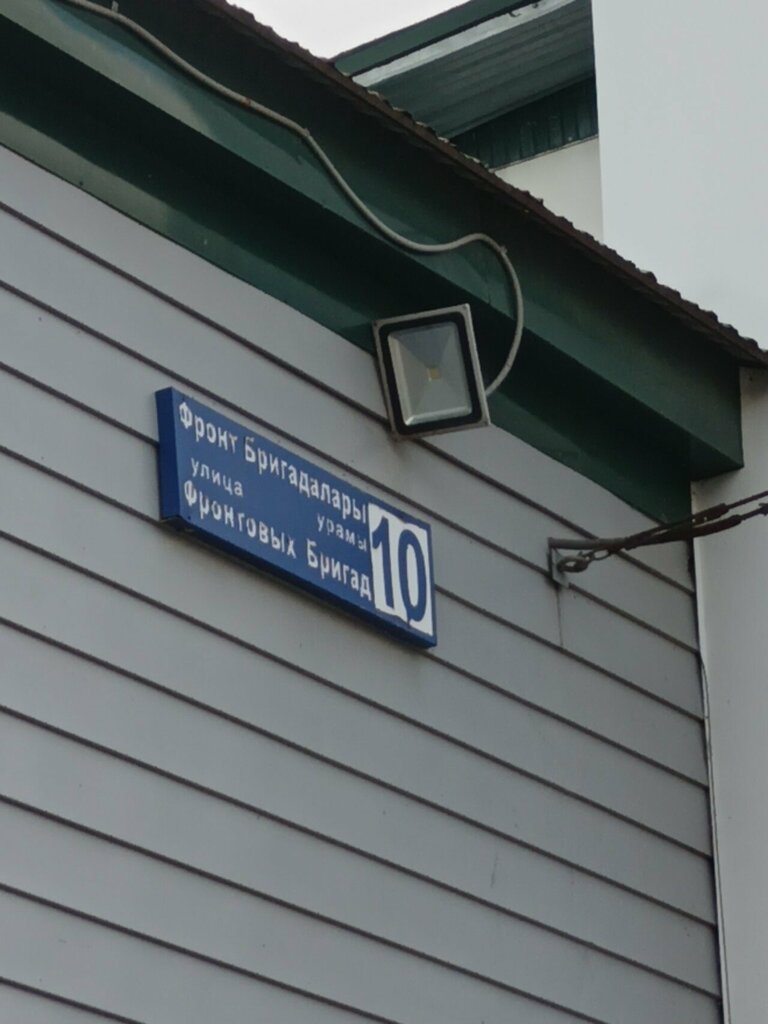 Фронт Бригадалары
урамы
улица
Фронтовых Бригад
10